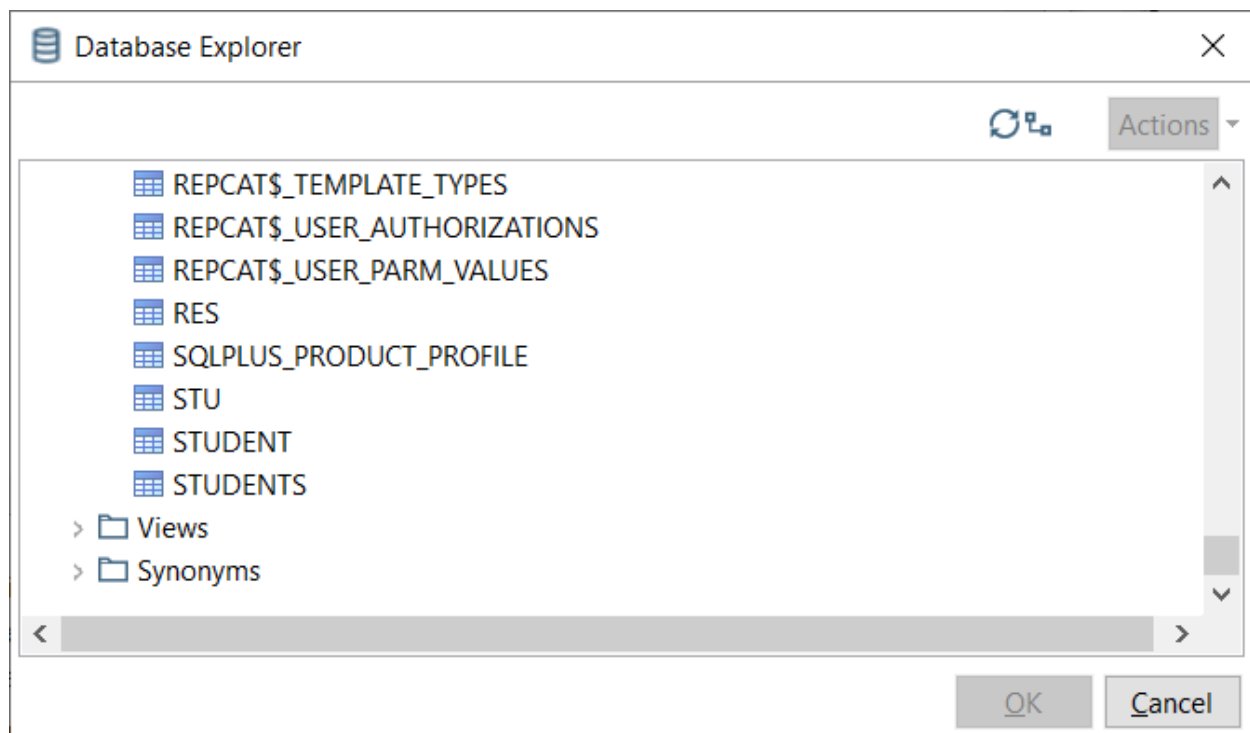 Database Explorer
Actions
REPCAT$_TEMPLATE_TYPES
REPCAT$_USER_AUTHORIZATIONS
REPCAT$_USER_PARM_VALUES
RES
SQLPLUS_PRODUCT_PROFILE
STU
STUDENT
STUDENTS
Views
Synonyms
OK Cancel